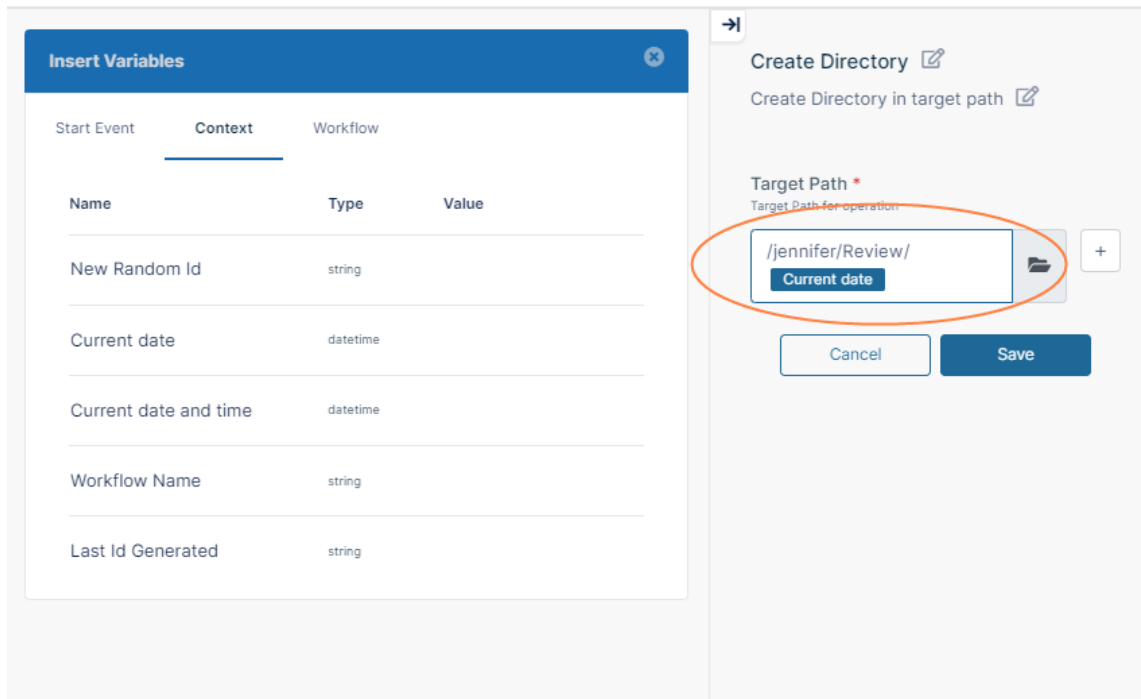 Insert Variables
Start Event Context Workflow
Name Type Value
New Random Id string
Current date datetime
Current date and time datetime
Workflow Name string
Last Id Generated string
Create Directory
Create Directory in target path
Target Path *
Target Path for operation
/jennifer/Review/
Current date
+
Cancel Save